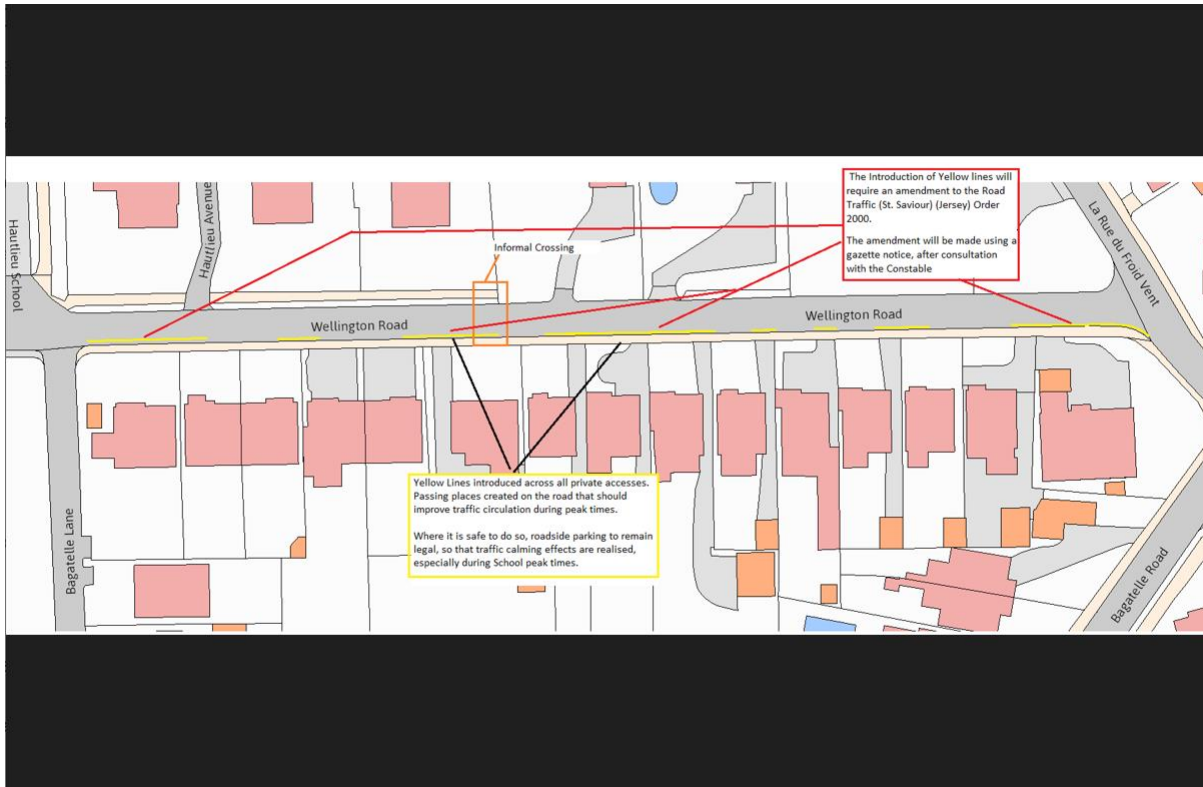 The Introduction of Yellow lines will
require an amendment to the Road
Traffic (St. Saviour) (Jersey) Order
2000.
The amendment will be made using a
gazette notice, after consultation
with the Constable
Hautlieu School
Hautlieu Avenue
Informal Crossing
La Rue du Froid Vent
Wellington Road
Wellington Road
Yellow Lines introduced across all private accesses.
Passing places created on the road that should
improve traffic circulation during peak times.
Where it is safe to do so, roadside parking to remain
legal, so that traffic calming effects are realised,
especially during School peak times.
Bagatelle Lane
Bagatelle Road